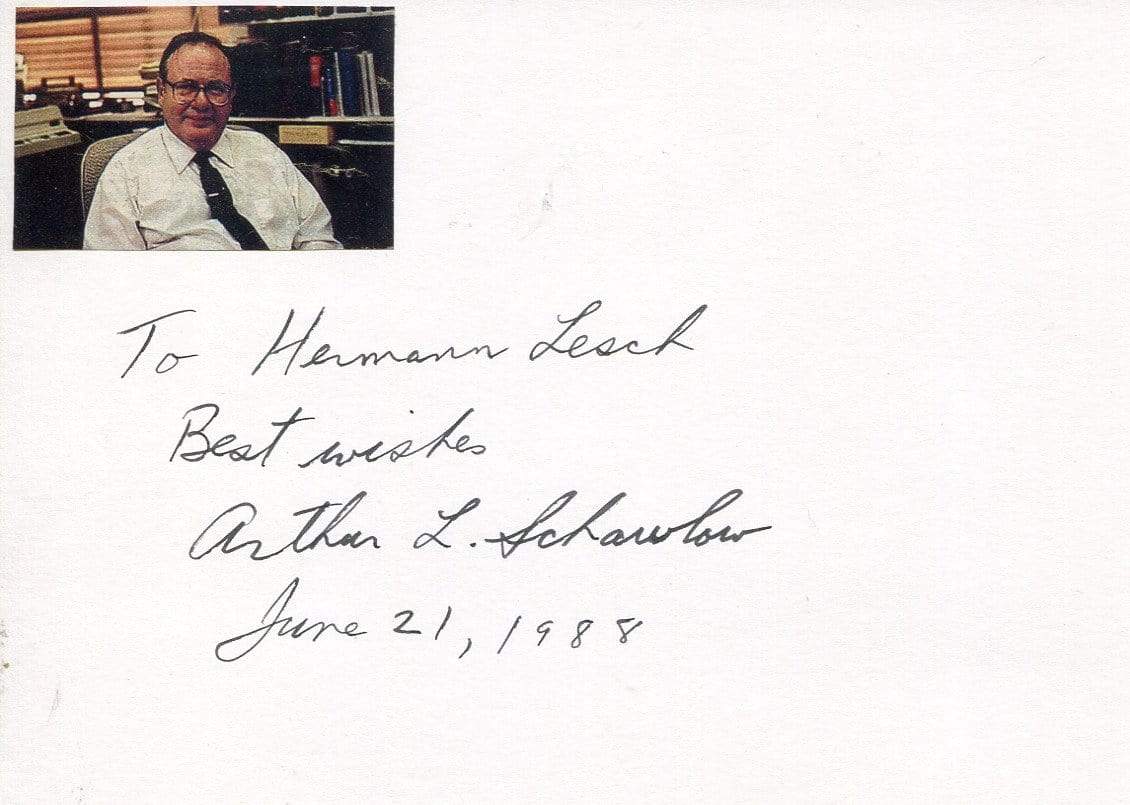 To Hermann Lesch
Best wishes
Arthur L. Schawlow
June 21, 1988